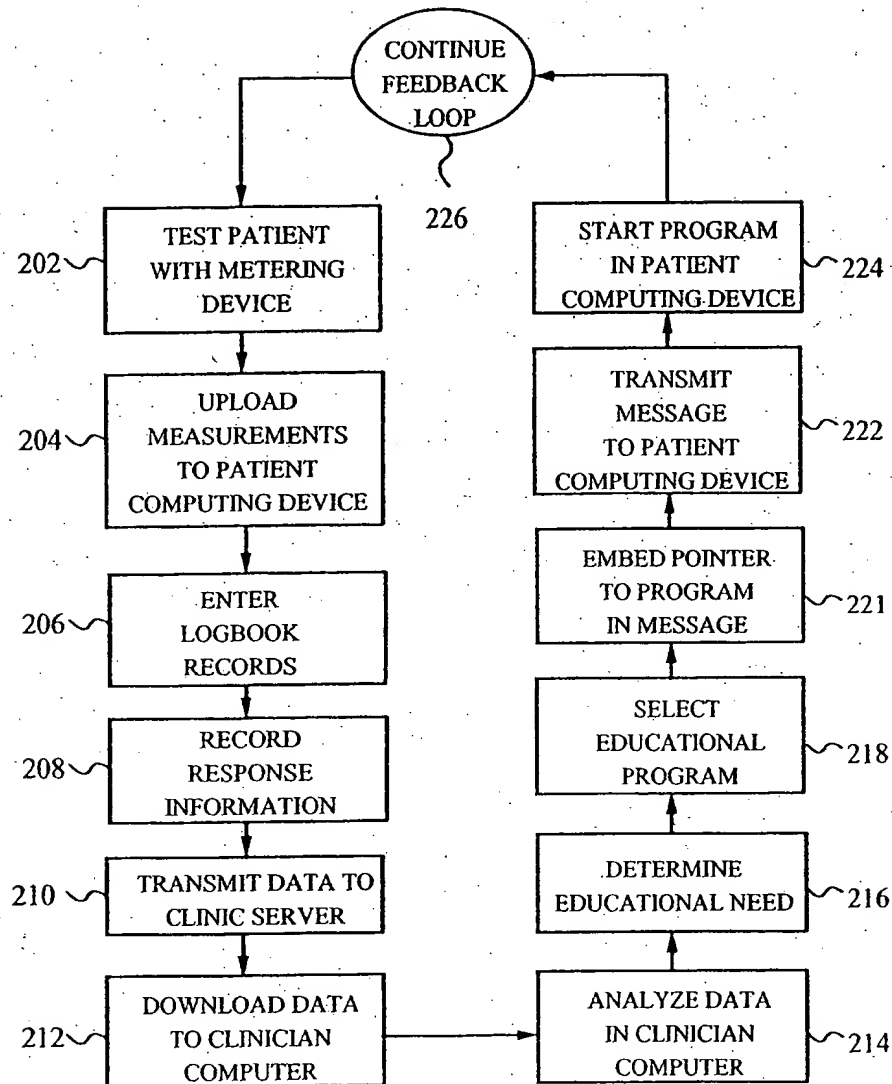 CONTINUE
FEEDBACK
LOOP
226
202
TEST PATIENT
WITH METERING
DEVICE
204
UPLOAD
MEASUREMENTS
TO PATIENT
COMPUTING DEVICE
206
ENTER
LOGBOOK
RECORDS
208
RECORD
RESPONSE
INFORMATION
210
TRANSMIT DATA TO
CLINIC SERVER
212
DOWNLOAD DATA
TO CLINICIAN
COMPUTER
ANALYZE DATA
IN CLINICIAN
COMPUTER
214
DETERMINE
EDUCATIONAL NEED
216
SELECT
EDUCATIONAL
PROGRAM
218
EMBED POINTER
TO PROGRAM
IN MESSAGE
221
TRANSMIT
MESSAGE
TO PATIENT
COMPUTING DEVICE
222
START PROGRAM
IN PATIENT
COMPUTING DEVICE
224